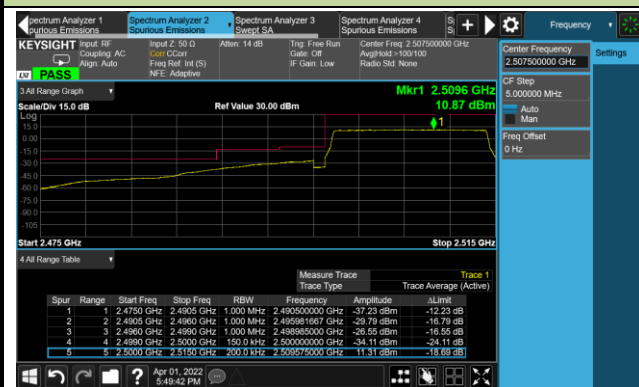 pectrum Analyzer 1
purious Emissions
Spectrum Analyzer 2
Spurious Emissions
Spectrum Analyzer 3
Swept SA
Spectrum Analyzer 4
Spurious Emissions
Frequency
KEYSIGHT
Input: RF
Coupling: AC
Align: Auto
Input Z: 50 Ω
Corr CCorr
Freq Ref: Int (S)
NFE: Adaptive
Atten: 14 dB
Trig: Free Run
Gate: Off
IF Gain: Low
Center Freq: 2.507500000 GHz
Avg|Hold:>100/100
Radio Std: None
LXI PASS
3 All Range Graph
Scale/Div 15.0 dB
Ref Value 30.00 dBm
Mkr1 2.5096 GHz
10.87 dBm
Log
15.0
0.00
-15.0
-30.0
-45.0
-60.0
-75.0
-90.0
-105
1
Start 2.475 GHz
Stop 2.515 GHz
4 All Range Table
Measure Trace Trace 1
Trace Type Trace Average (Active)
Spur Range Start Freq Stop Freq RBW Frequency Amplitude ΔLimit
1 1 2.4750 GHz 2.4905 GHz 1.000 MHz 2.490500000 GHz -37.23 dBm -12.23 dB
2 2 2.4905 GHz 2.4960 GHz 1.000 MHz 2.495981667 GHz -29.79 dBm -16.79 dB
3 3 2.4960 GHz 2.4990 GHz 1.000 MHz 2.498985000 GHz -26.55 dBm -16.55 dB
4 4 2.4990 GHz 2.5000 GHz 150.0 kHz 2.500000000 GHz -34.11 dBm -24.11 dB
5 5 2.5000 GHz 2.5150 GHz 200.0 kHz 2.509575000 GHz 11.31 dBm -18.69 dB
Center Frequency
2.507500000 GHz
Settings
CF Step
5.000000 MHz
Auto
Man
Freq Offset
0 Hz
Apr 01, 2022
5:49:42 PM